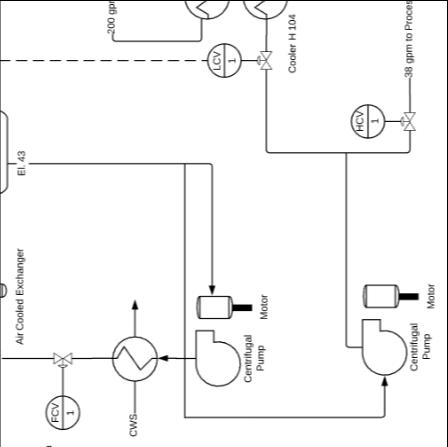 200 gpm
LCV
1
Cooler H 104
38 gpm to Proces
HCV
1
El. 43
Air Cooled Exchanger
Motor
Motor
Centrifugal
Pump
Centrifugal
Pump
FCV
1
CWS